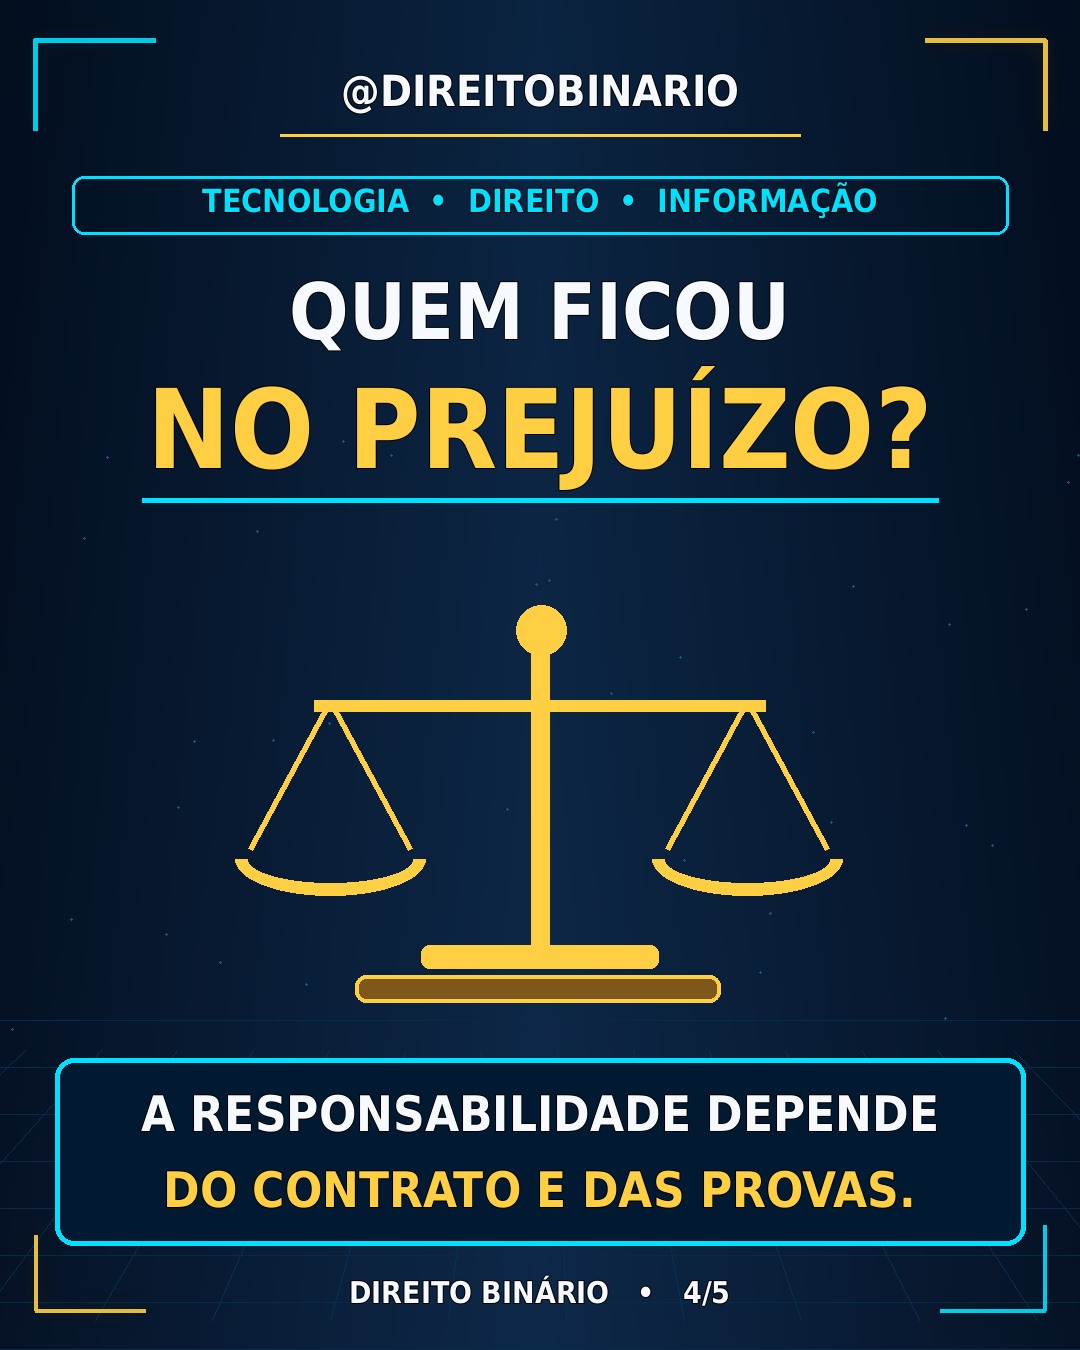 @DIREITOBINARIO
TECNOLOGIA • DIREITO • INFORMAÇÃO
QUEM FICOU
NO PREJUÍZO?
A RESPONSABILIDADE DEPENDE
DO CONTRATO E DAS PROVAS.
DIREITO BINÁRIO • 4/5